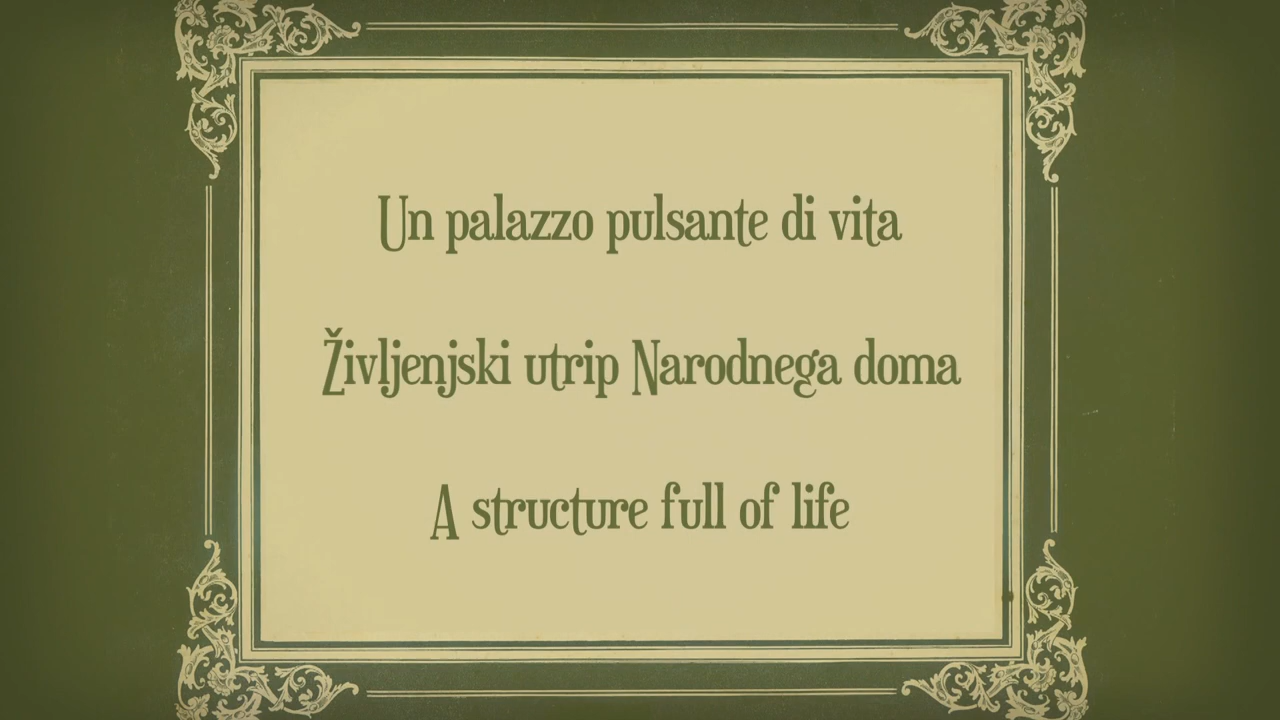 Un palazzo pulsante di vita
Življenjski utrip Narodnega doma
A structure full of life